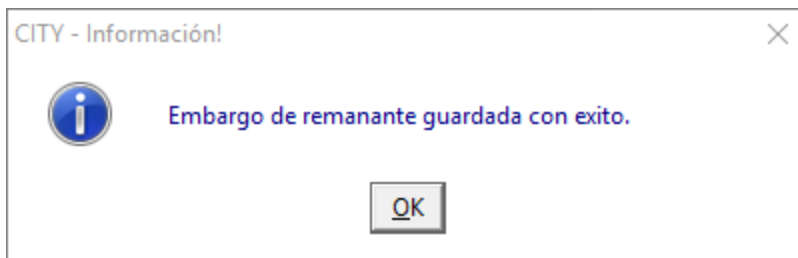 CITY - Información!
Embargo de remanante guardada con exito.
OK